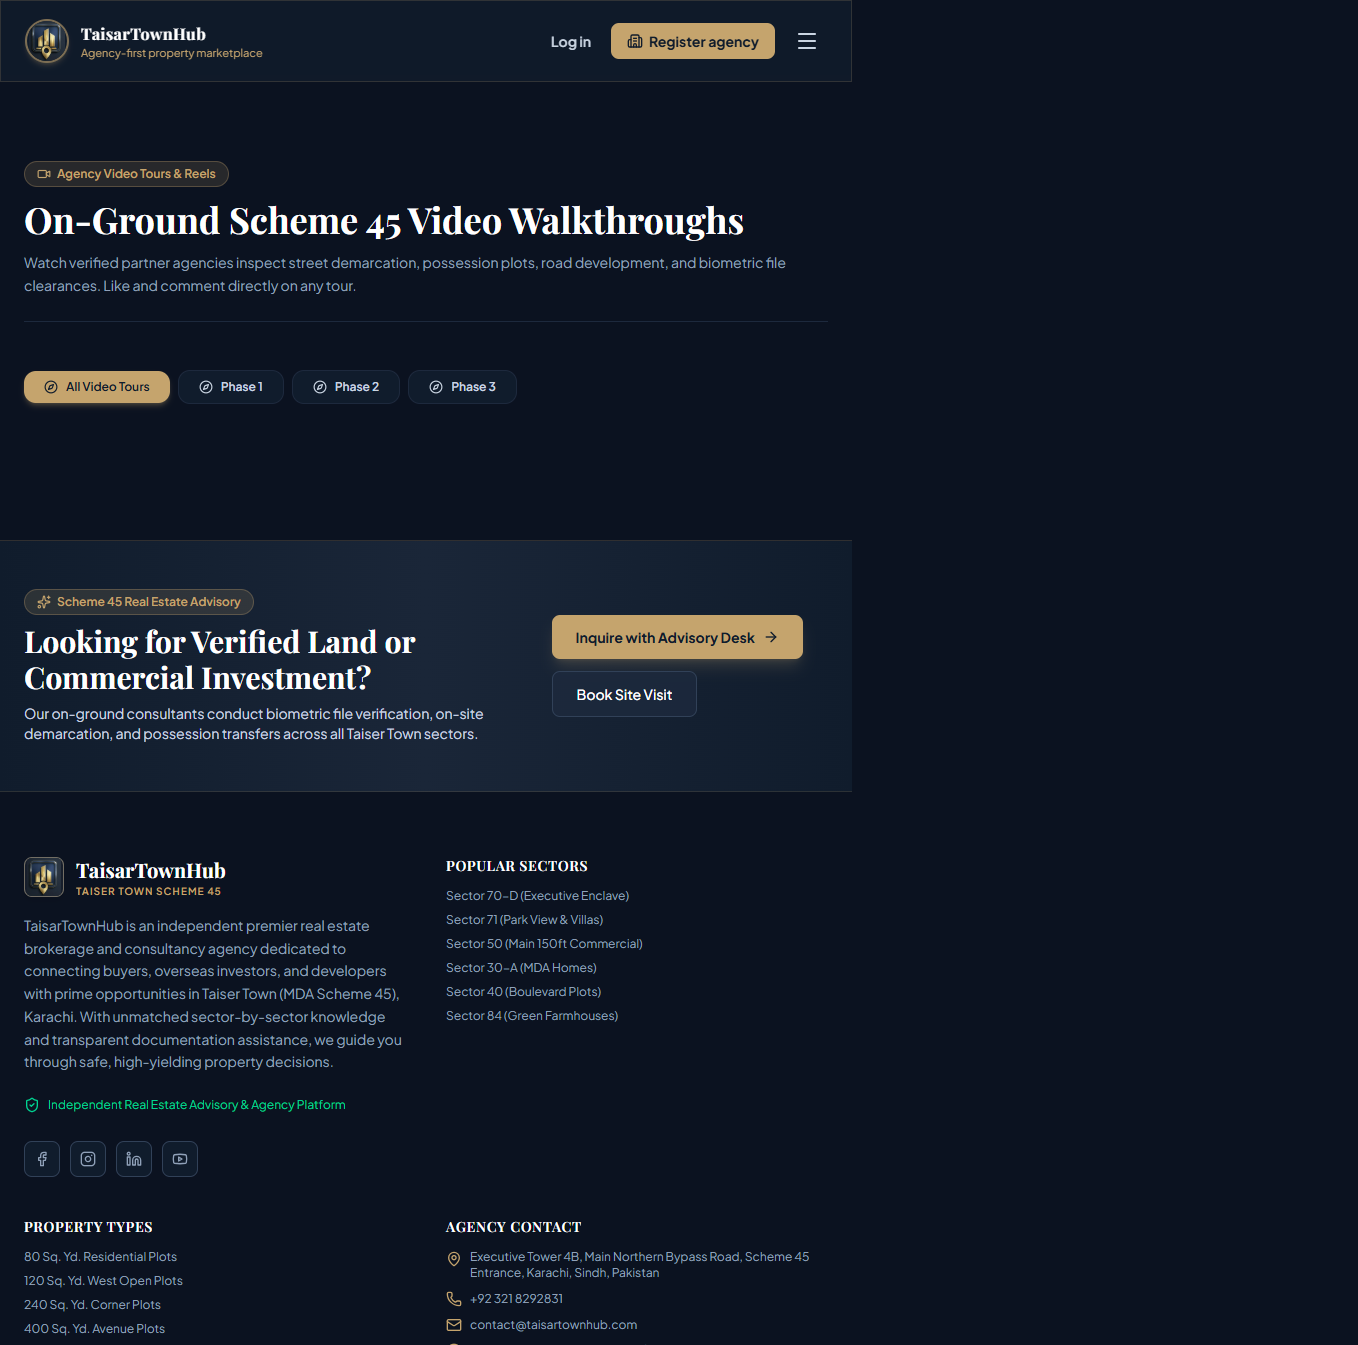 TaisarTownHub
Agency-first property marketplace
Log in
Register agency
Agency Video Tours & Reels
On-Ground Scheme 45 Video Walkthroughs
Watch verified partner agencies inspect street demarcation, possession plots, road development, and biometric file
clearances. Like and comment directly on any tour.
All Video Tours
Phase 1
Phase 2
Phase 3
Scheme 45 Real Estate Advisory
Looking for Verified Land or
Commercial Investment?
Our on-ground consultants conduct biometric file verification, on-site
demarcation, and possession transfers across all Taiser Town sectors.
Inquire with Advisory Desk
Book Site Visit
TaisarTownHub
TAISER TOWN SCHEME 45
TaisarTownHub is an independent premier real estate
brokerage and consultancy agency dedicated to
connecting buyers, overseas investors, and developers
with prime opportunities in Taiser Town (MDA Scheme 45),
Karachi. With unmatched sector-by-sector knowledge
and transparent documentation assistance, we guide you
through safe, high-yielding property decisions.
Independent Real Estate Advisory & Agency Platform
POPULAR SECTORS
Sector 70-D (Executive Enclave)
Sector 71 (Park View & Villas)
Sector 50 (Main 150ft Commercial)
Sector 30-A (MDA Homes)
Sector 40 (Boulevard Plots)
Sector 84 (Green Farmhouses)
PROPERTY TYPES
80 Sq. Yd. Residential Plots
120 Sq. Yd. West Open Plots
240 Sq. Yd. Corner Plots
400 Sq. Yd. Avenue Plots
AGENCY CONTACT
Executive Tower 4B, Main Northern Bypass Road, Scheme 45
Entrance, Karachi, Sindh, Pakistan
+92 321 8292831
contact@taisartownhub.com